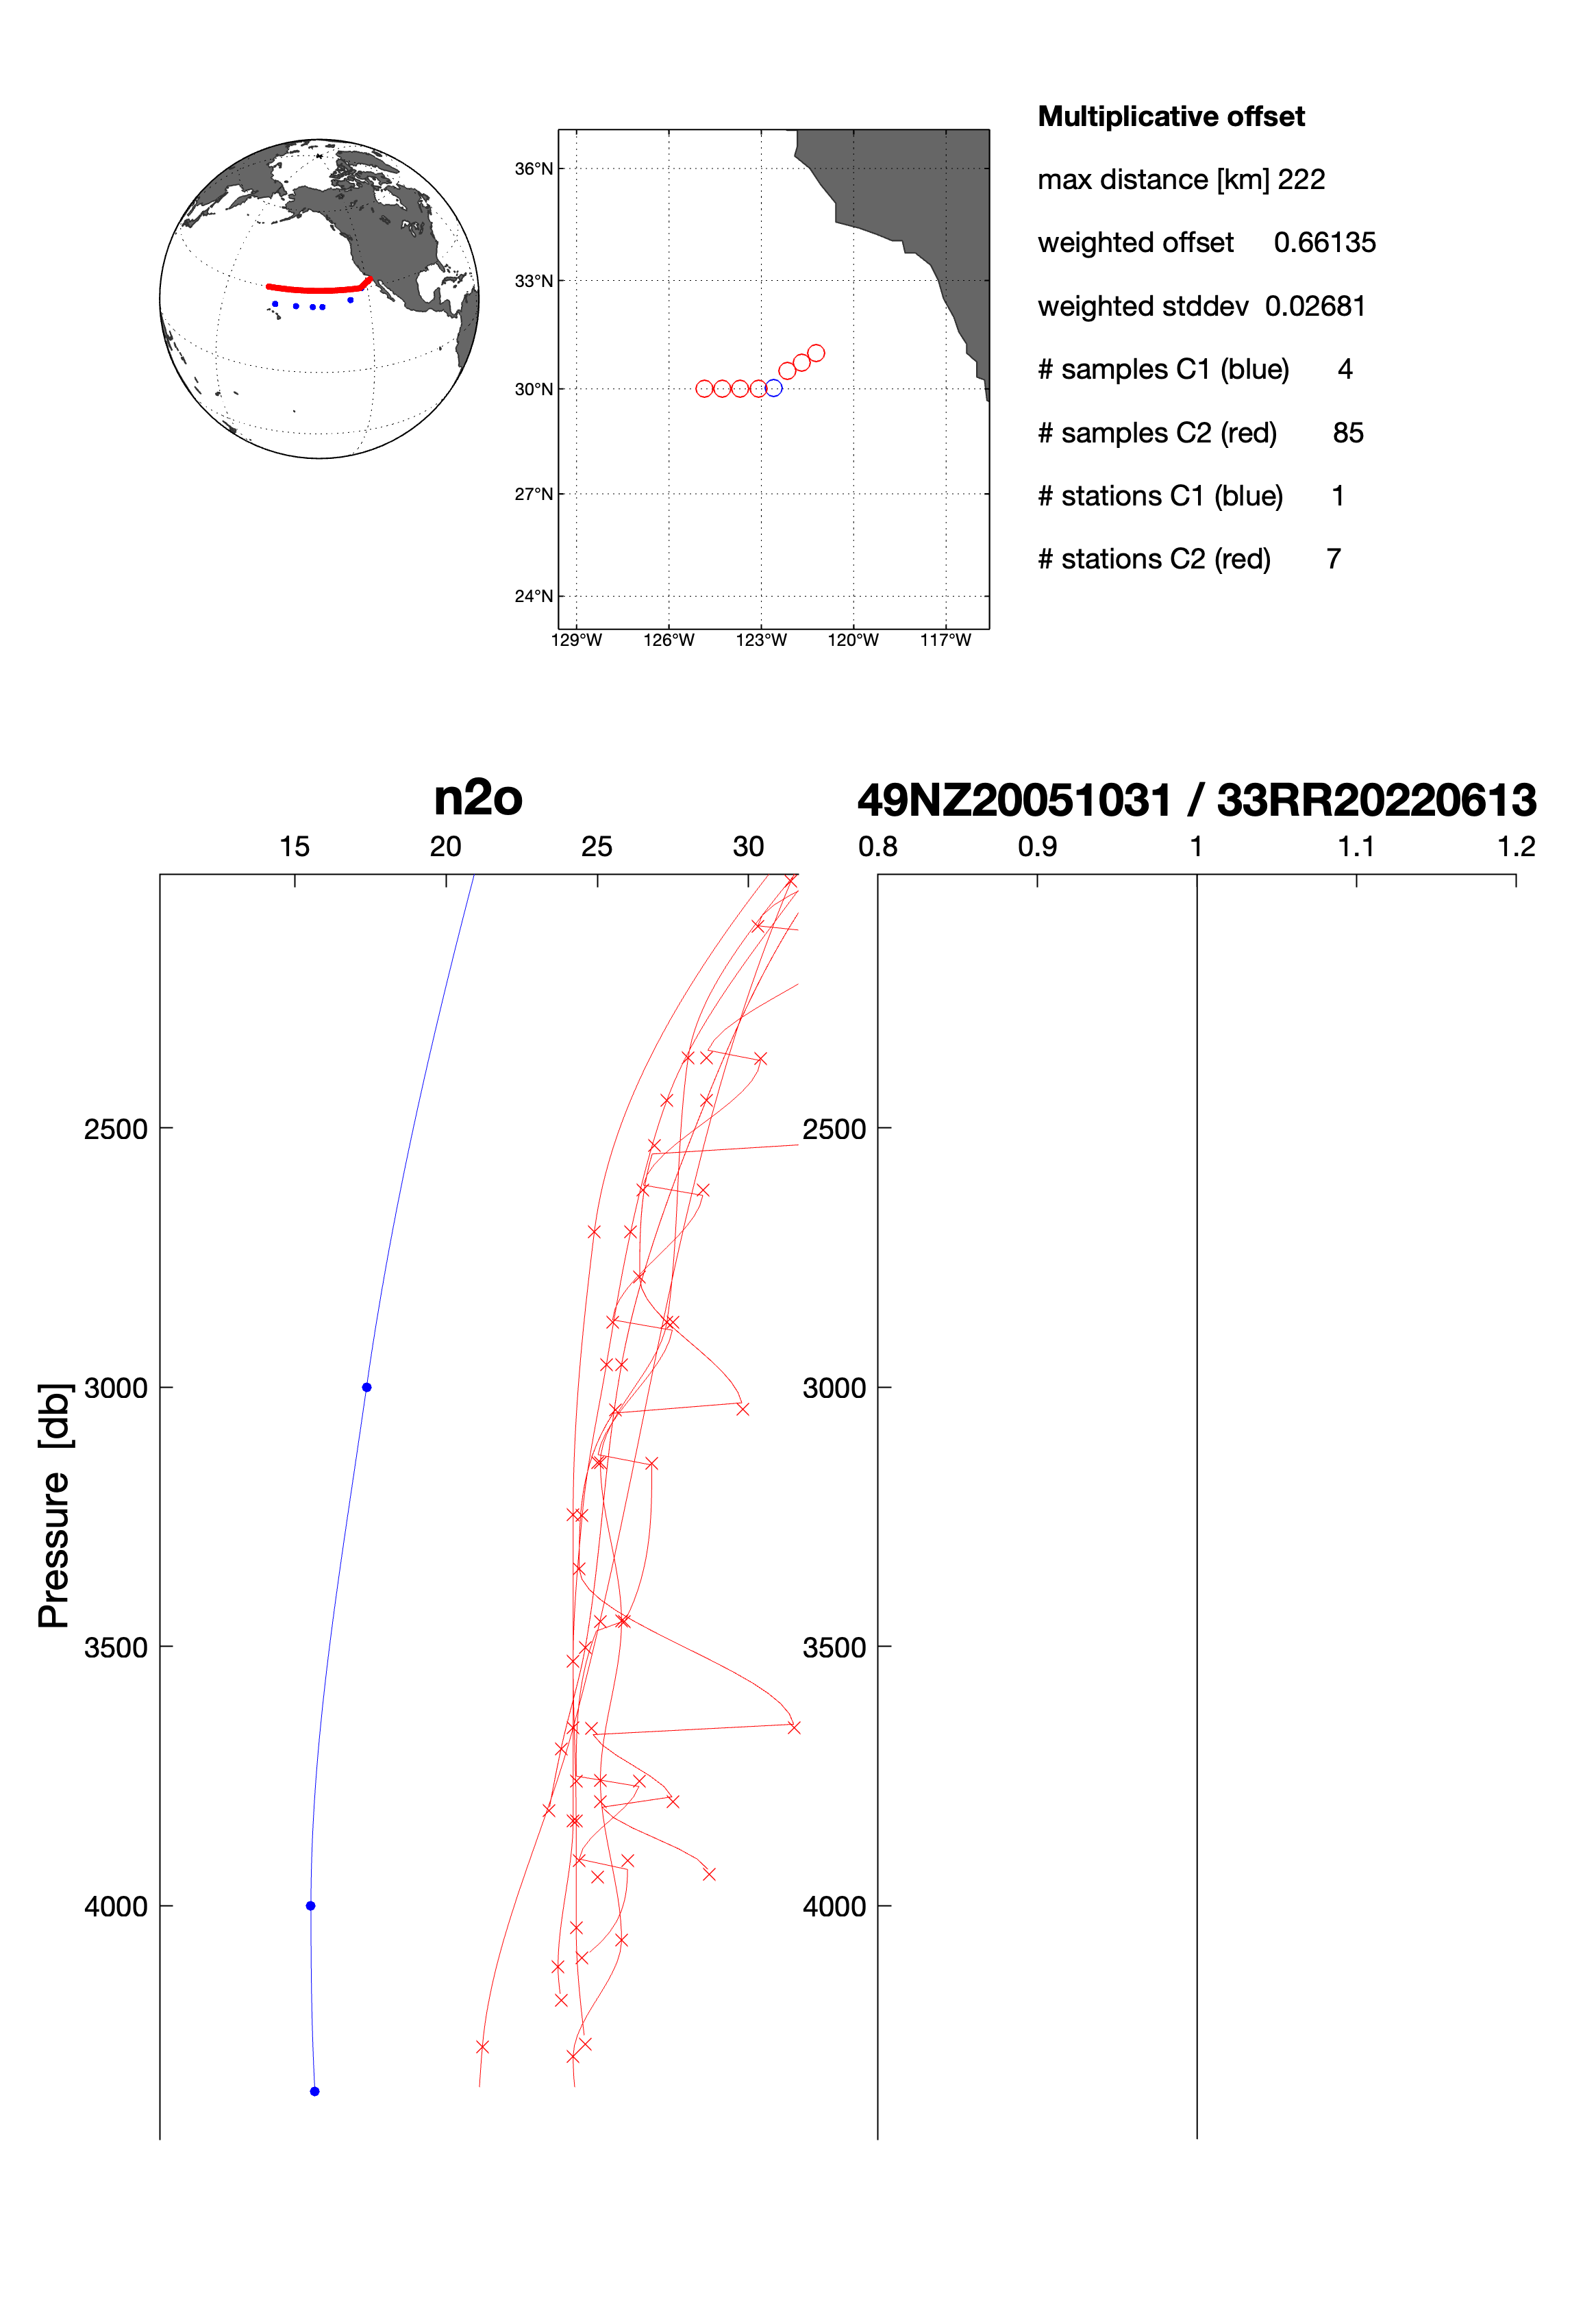 Multiplicative offset
max distance [km] 222
weighted offset 0.66135
weighted stddev 0.02681
# samples C1 (blue) 4
# samples C2 (red) 85
# stations C1 (blue) 1
# stations C2 (red) 7
36°N
33°N
30°N
27°N
24°N
129°W 126°W 123°W 120°W 117°W
n2o
15 20 25 30
2500
3000
3500
4000
Pressure [db]
49NZ20051031 / 33RR20220613
0.8 0.9 1 1.1 1.2
2500
3000
3500
4000